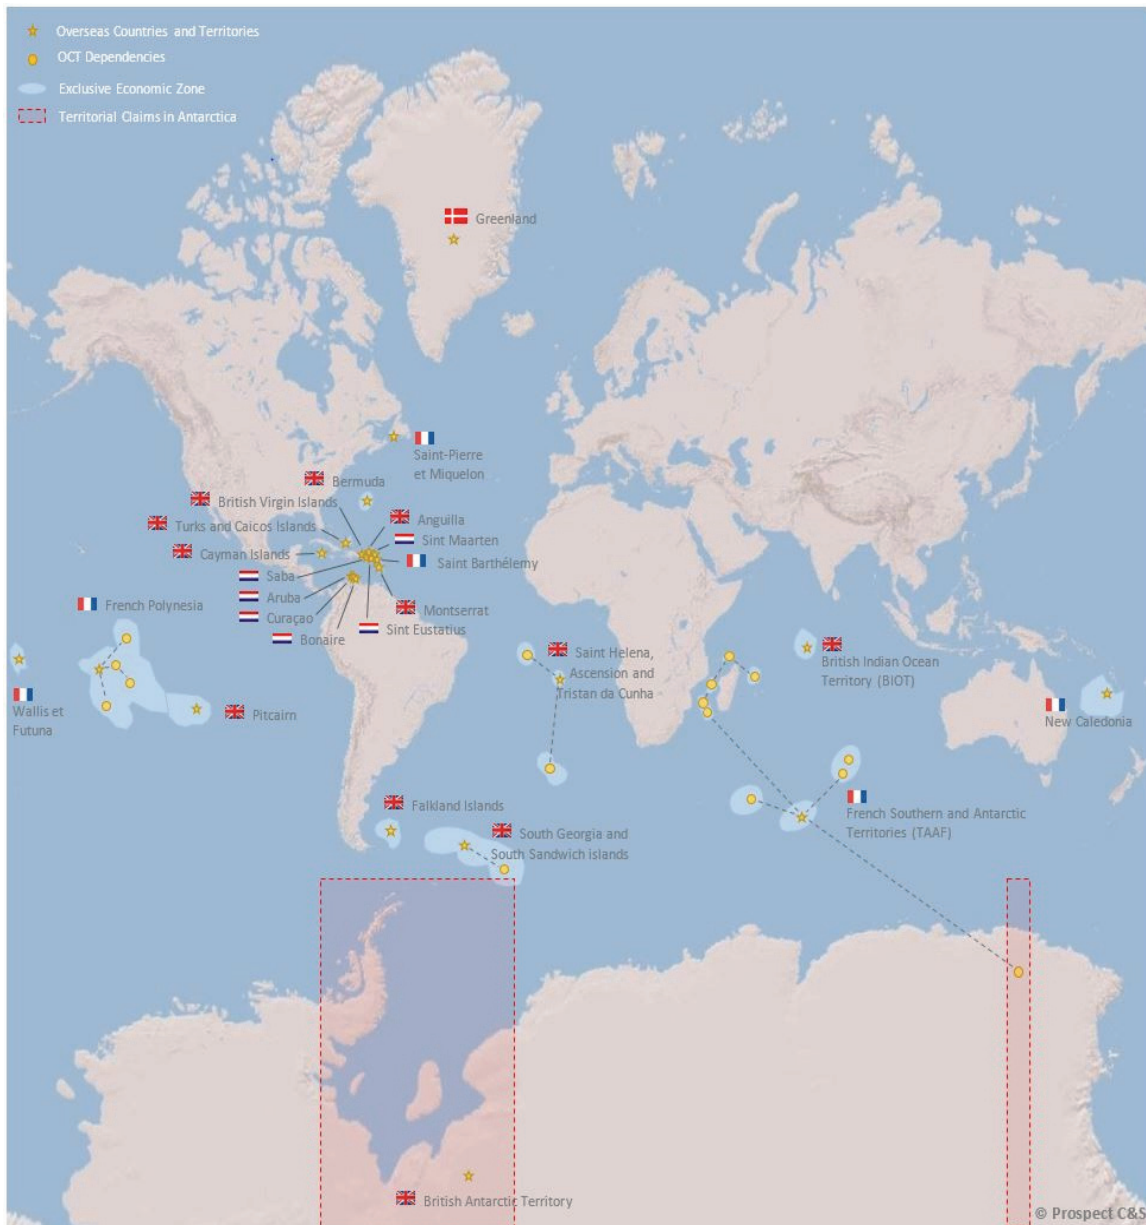 Overseas Countries and Territories
OCT Dependencies
Exclusive Economic Zone
Territorial Claims in Antarctica
Greenland
Saint-Pierre
et Miquelon
Bermuda
British Virgin Islands
Anguilla
Turks and Caicos Islands
Sint Maarten
Cayman Islands
Saint Barthélemy
Saba
Aruba
Montserrat
Curaçao
Sint Eustatius
Bonaire
French Polynesia
Saint Helena,
Ascension and
Tristan da Cunha
British Indian Ocean
Territory (BIOT)
Wallis et
Futuna
Pitcairn
New Caledonia
Falkland Islands
French Southern and Antarctic
Territories (TAAF)
South Georgia and
South Sandwich islands
British Antarctic Territory
© Prospect C&S